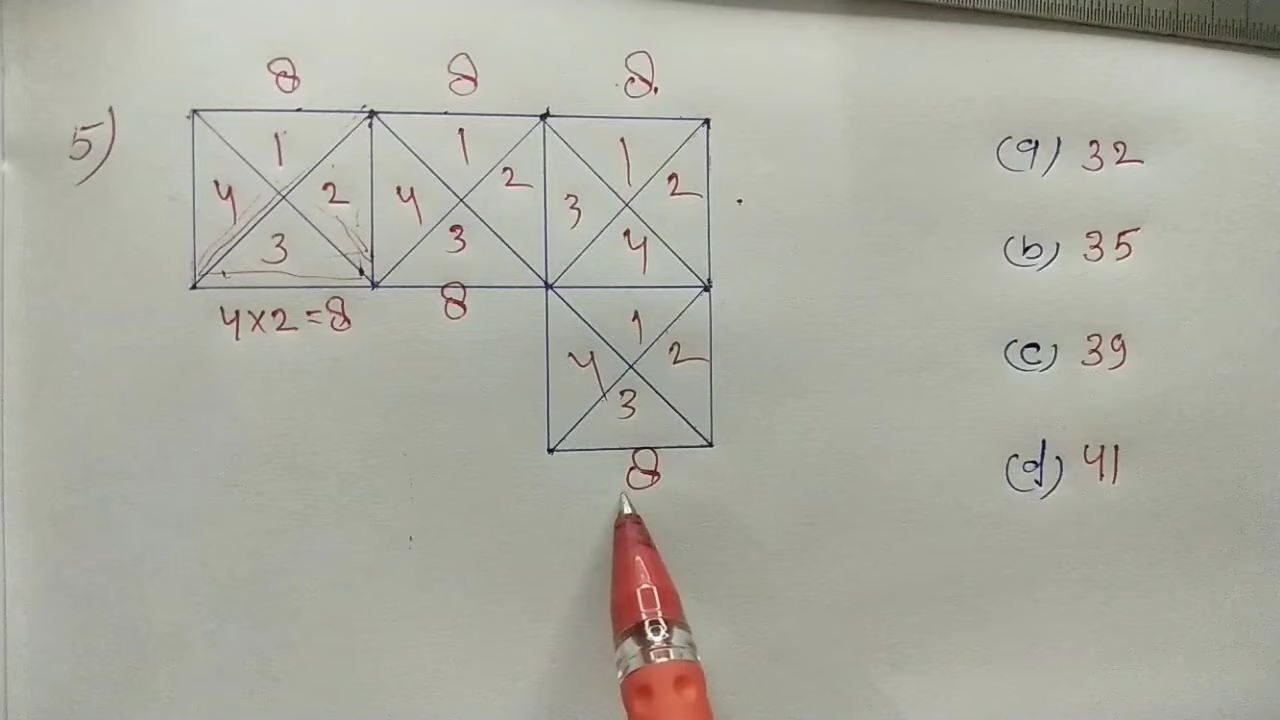 5)
8 8 8
1 1 1
4 2 4 2 3 2
3 3 4
4×2=8 8
1
4 2
3
8
(a) 32
(b) 35
(c) 39
(d) 41